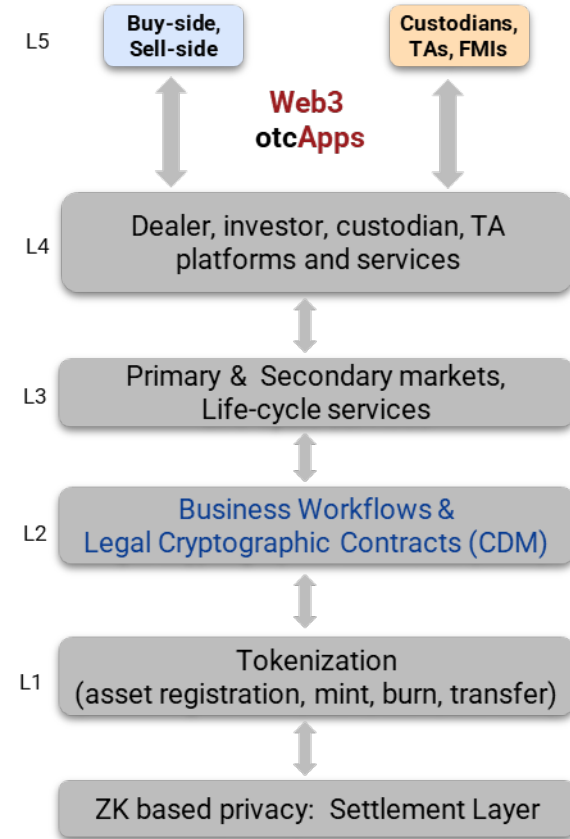 L5
Buy-side,
Sell-side
Custodians,
TAs, FMIs
Web3
otcApps
L4
Dealer, investor, custodian, TA
platforms and services
L3
Primary & Secondary markets,
Life-cycle services
L2
Business Workflows &
Legal Cryptographic Contracts (CDM)
L1
Tokenization
(asset registration, mint, burn, transfer)
ZK based privacy: Settlement Layer